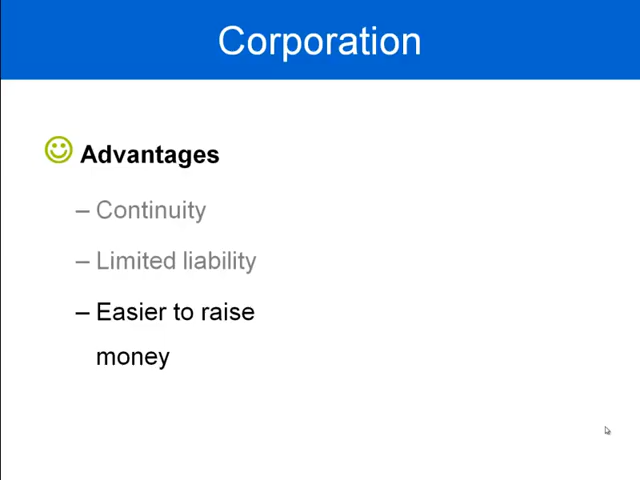 Corporation
Advantages
– Continuity
– Limited liability
– Easier to raise
money